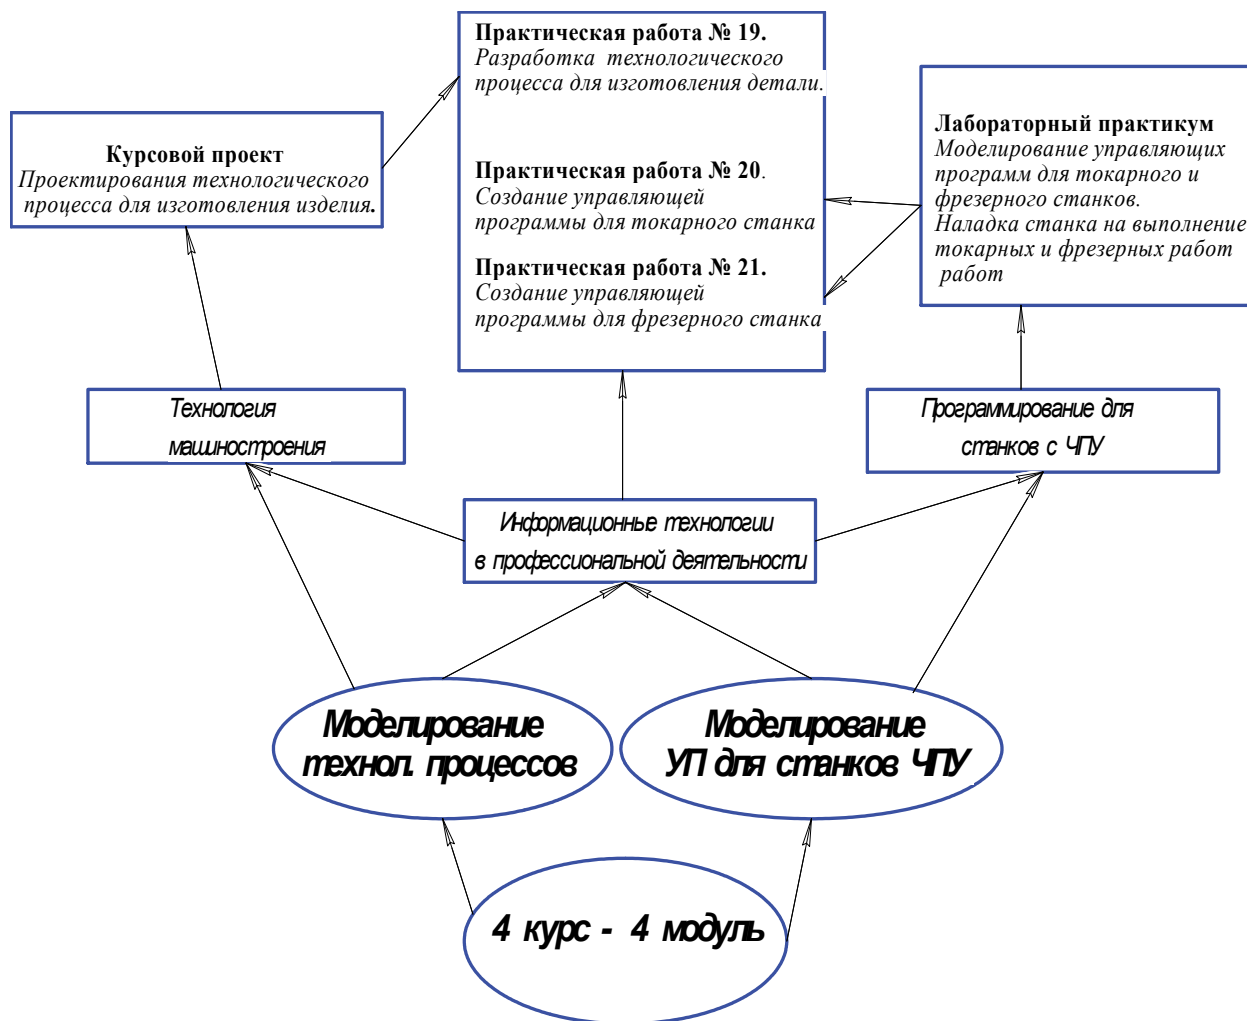 Практическая работа № 19.
Разработка технологического
процесса для изготовления детали.
Практическая работа № 20.
Создание управляющей
программы для токарного станка
Практическая работа № 21.
Создание управляющей
программы для фрезерного станка
Курсовой проект
Проектирования технологического
процесса для изготовления изделия.
Лабораторный практикум
Моделирование управляющих
программ для токарного и
фрезерного станков.
Наладка станка на выполнение
токарных и фрезерных работ
работ
Технология
машиностроения
Программирование для
станков с ЧПУ
Информационные технологии
в профессиональной деятельности
Моделирование
технол. процессов
Моделирование
УП для станков ЧПУ
4 курс - 4 модуль